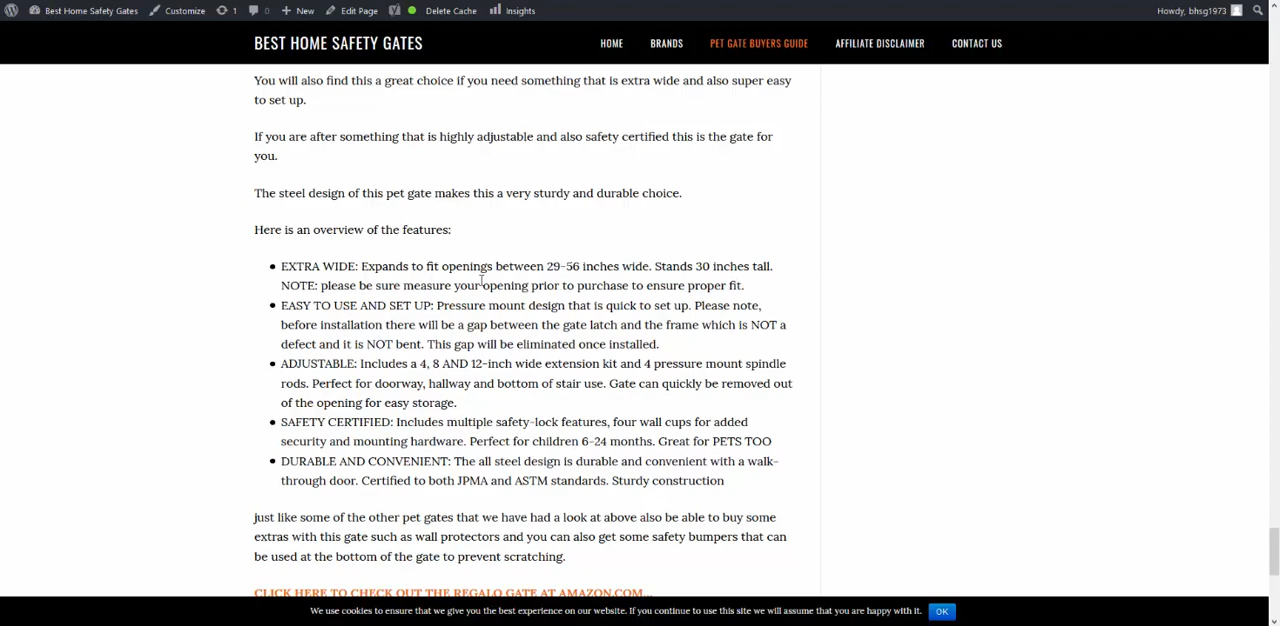 Best Home Safety Gates Customize 1 0 New Edit Page Delete Cache Insights Howdy, bhsg1973
BEST HOME SAFETY GATES HOME BRANDS PET GATE BUYERS GUIDE AFFILIATE DISCLAIMER CONTACT US
You will also find this a great choice if you need something that is extra wide and also super easy
to set up.
If you are after something that is highly adjustable and also safety certified this is the gate for
you.
The steel design of this pet gate makes this a very sturdy and durable choice.
Here is an overview of the features:
EXTRA WIDE: Expands to fit openings between 29-56 inches wide. Stands 30 inches tall.
NOTE: please be sure measure your opening prior to purchase to ensure proper fit.
EASY TO USE AND SET UP: Pressure mount design that is quick to set up. Please note,
before installation there will be a gap between the gate latch and the frame which is NOT a
defect and it is NOT bent. This gap will be eliminated once installed.
ADJUSTABLE: Includes a 4, 8 AND 12-inch wide extension kit and 4 pressure mount spindle
rods. Perfect for doorway, hallway and bottom of stair use. Gate can quickly be removed out
of the opening for easy storage.
SAFETY CERTIFIED: Includes multiple safety-lock features, four wall cups for added
security and mounting hardware. Perfect for children 6-24 months. Great for PETS TOO
DURABLE AND CONVENIENT: The all steel design is durable and convenient with a walk-
through door. Certified to both JPMA and ASTM standards. Sturdy construction
just like some of the other pet gates that we have had a look at above also be able to buy some
extras with this gate such as wall protectors and you can also get some safety bumpers that can
be used at the bottom of the gate to prevent scratching.
CLICK HERE TO CHECK OUT THE REGALO GATE AT AMAZON.COM...
We use cookies to ensure that we give you the best experience on our website. If you continue to use this site we will assume that you are happy with it. OK